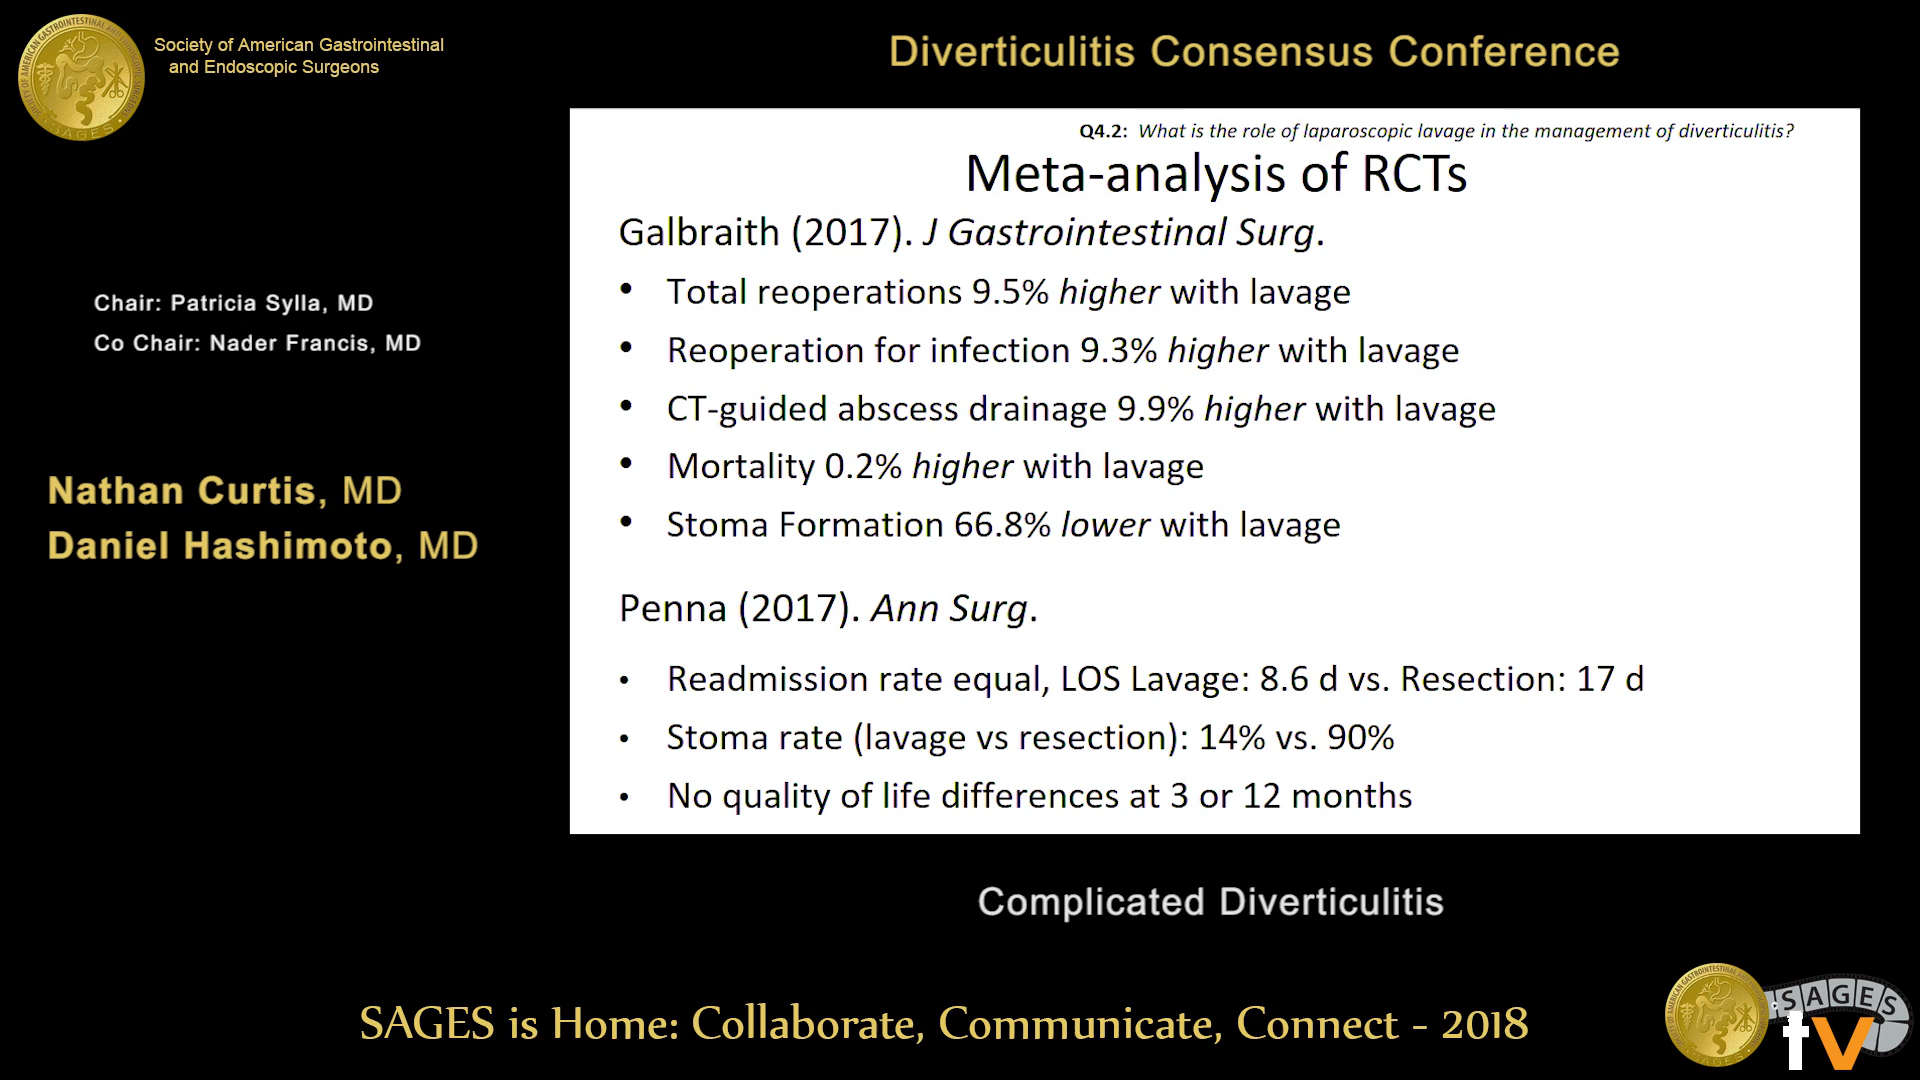 Society of American Gastrointestinal
and Endoscopic Surgeons
Diverticulitis Consensus Conference
Chair: Patricia Sylla, MD
Co Chair: Nader Francis, MD
Nathan Curtis, MD
Daniel Hashimoto, MD
Q4.2: What is the role of laparoscopic lavage in the management of diverticulitis?
Meta-analysis of RCTs
Galbraith (2017). J Gastrointestinal Surg.
• Total reoperations 9.5% higher with lavage
• Reoperation for infection 9.3% higher with lavage
• CT-guided abscess drainage 9.9% higher with lavage
• Mortality 0.2% higher with lavage
• Stoma Formation 66.8% lower with lavage
Penna (2017). Ann Surg.
• Readmission rate equal, LOS Lavage: 8.6 d vs. Resection: 17 d
• Stoma rate (lavage vs resection): 14% vs. 90%
• No quality of life differences at 3 or 12 months
Complicated Diverticulitis
SAGES is Home: Collaborate, Communicate, Connect - 2018
SAGES
tv